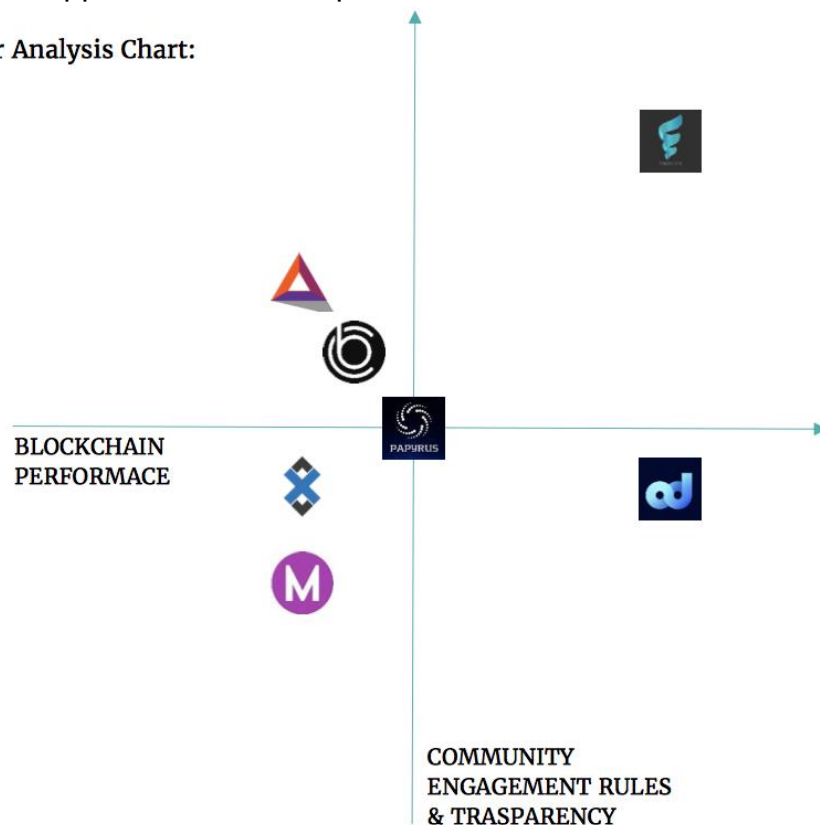 r Analysis Chart:
PAPYRUS
BLOCKCHAIN
PERFORMACE
M
COMMUNITY
ENGAGEMENT RULES
& TRASPARENCY